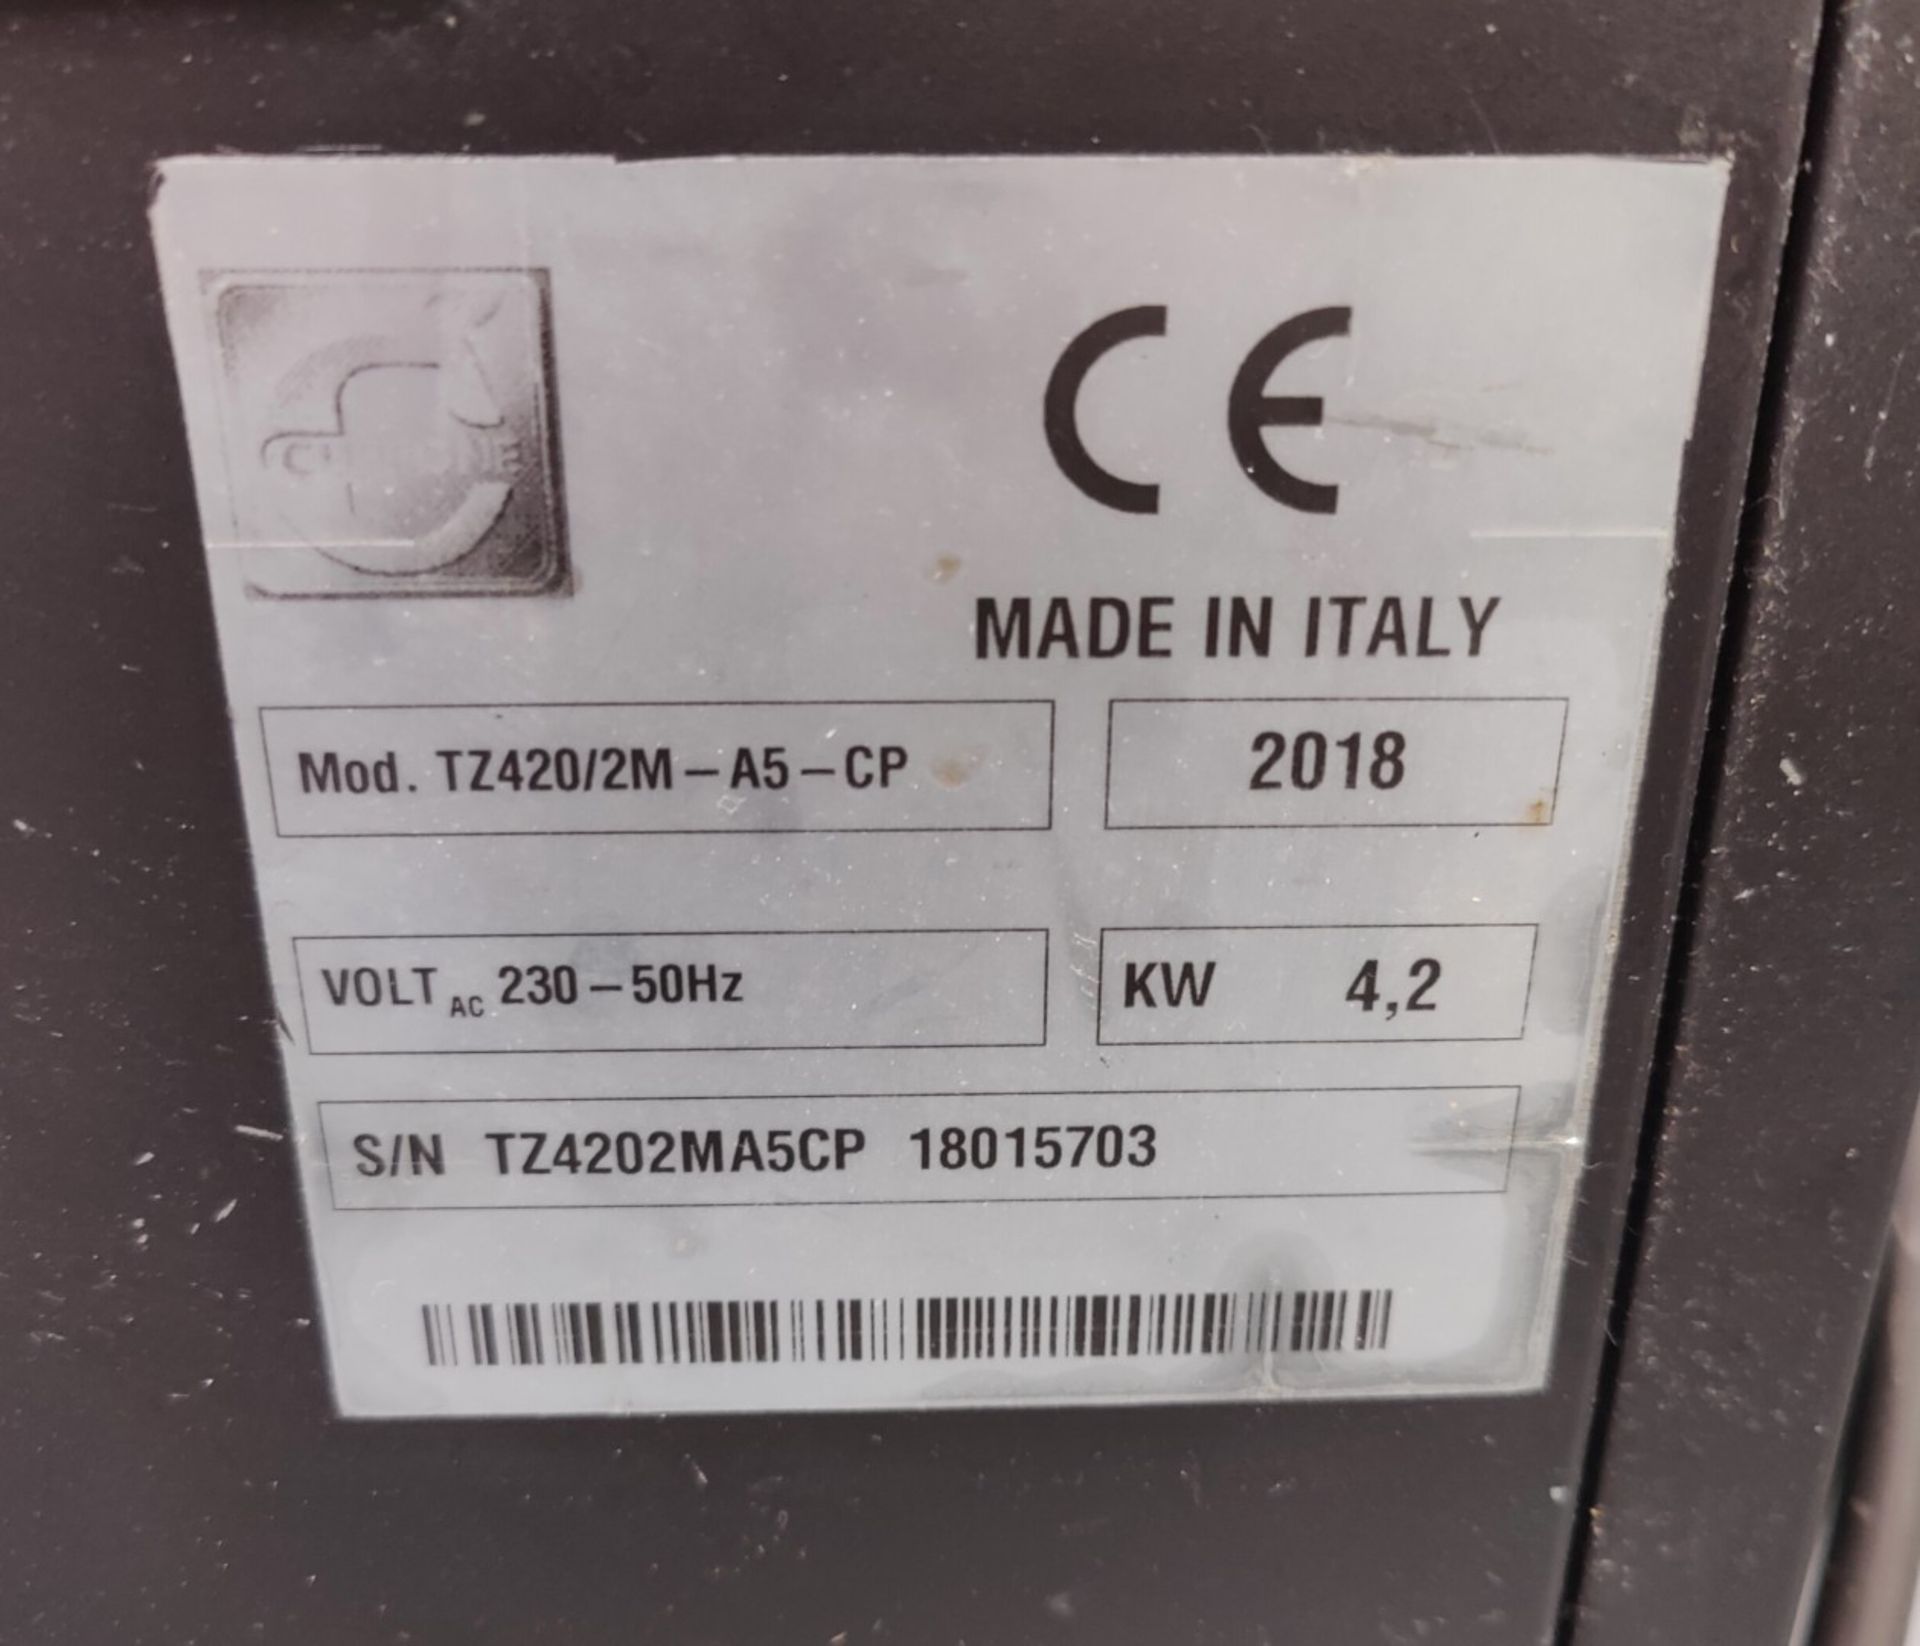 CE
MADE IN ITALY
Mod. TZ420/2M – A5 – CP
2018
VOLT AC 230 – 50Hz
KW 4,2
S/N TZ4202MA5CP 18015703